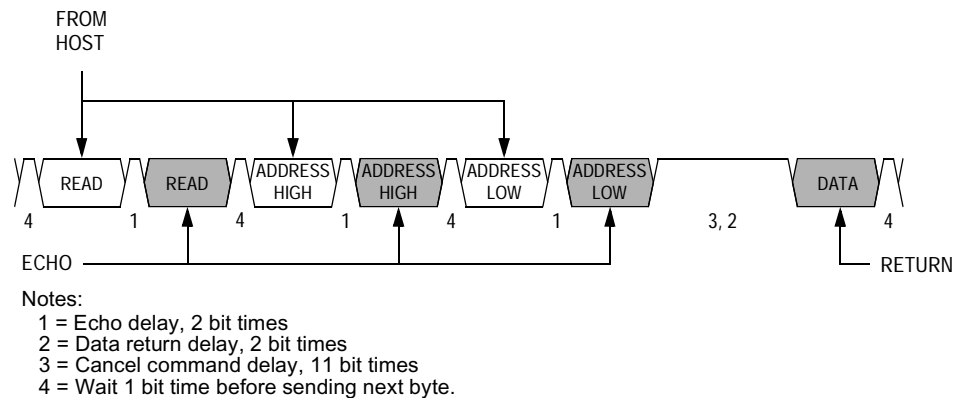 FROM
HOST
READ
READ
ADDRESS
HIGH
ADDRESS
HIGH
ADDRESS
LOW
ADDRESS
LOW
DATA
4 1 4 1 4 1 3, 2 4
ECHO
RETURN
Notes:
1 = Echo delay, 2 bit times
2 = Data return delay, 2 bit times
3 = Cancel command delay, 11 bit times
4 = Wait 1 bit time before sending next byte.